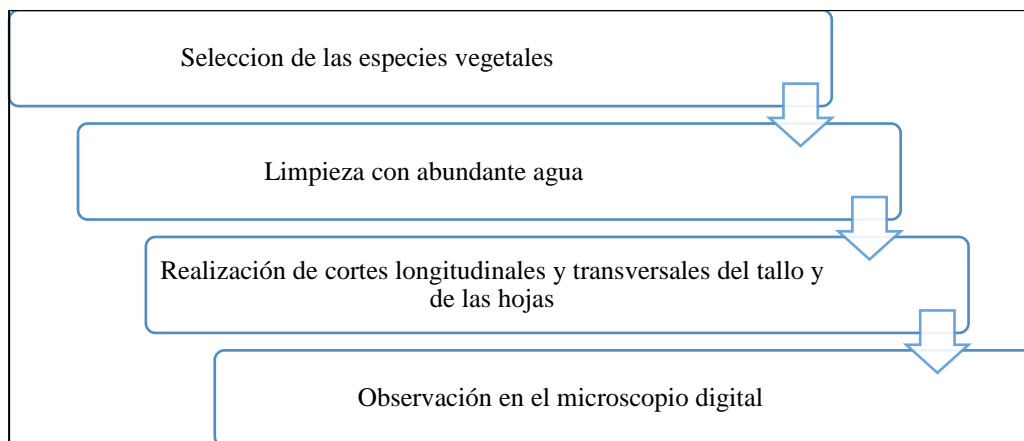 Seleccion de las especies vegetales
Limpieza con abundante agua
Realización de cortes longitudinales y transversales del tallo y
de las hojas
Observación en el microscopio digital